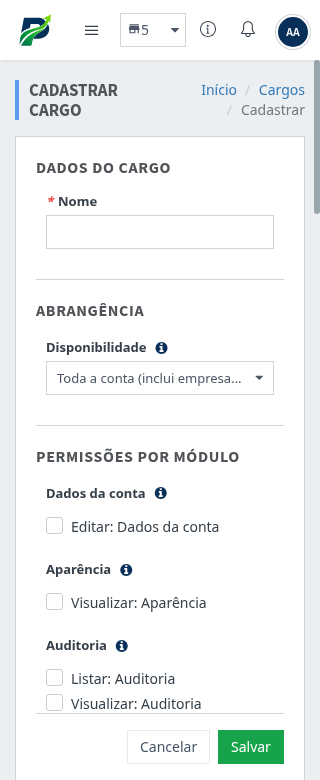 5
AA
CADASTRAR
CARGO
Início / Cargos
/ Cadastrar
DADOS DO CARGO
* Nome
ABRANGÊNCIA
Disponibilidade
Toda a conta (inclui empresa...
PERMISSÕES POR MÓDULO
Dados da conta
Editar: Dados da conta
Aparência
Visualizar: Aparência
Auditoria
Listar: Auditoria
Visualizar: Auditoria
Cancelar
Salvar